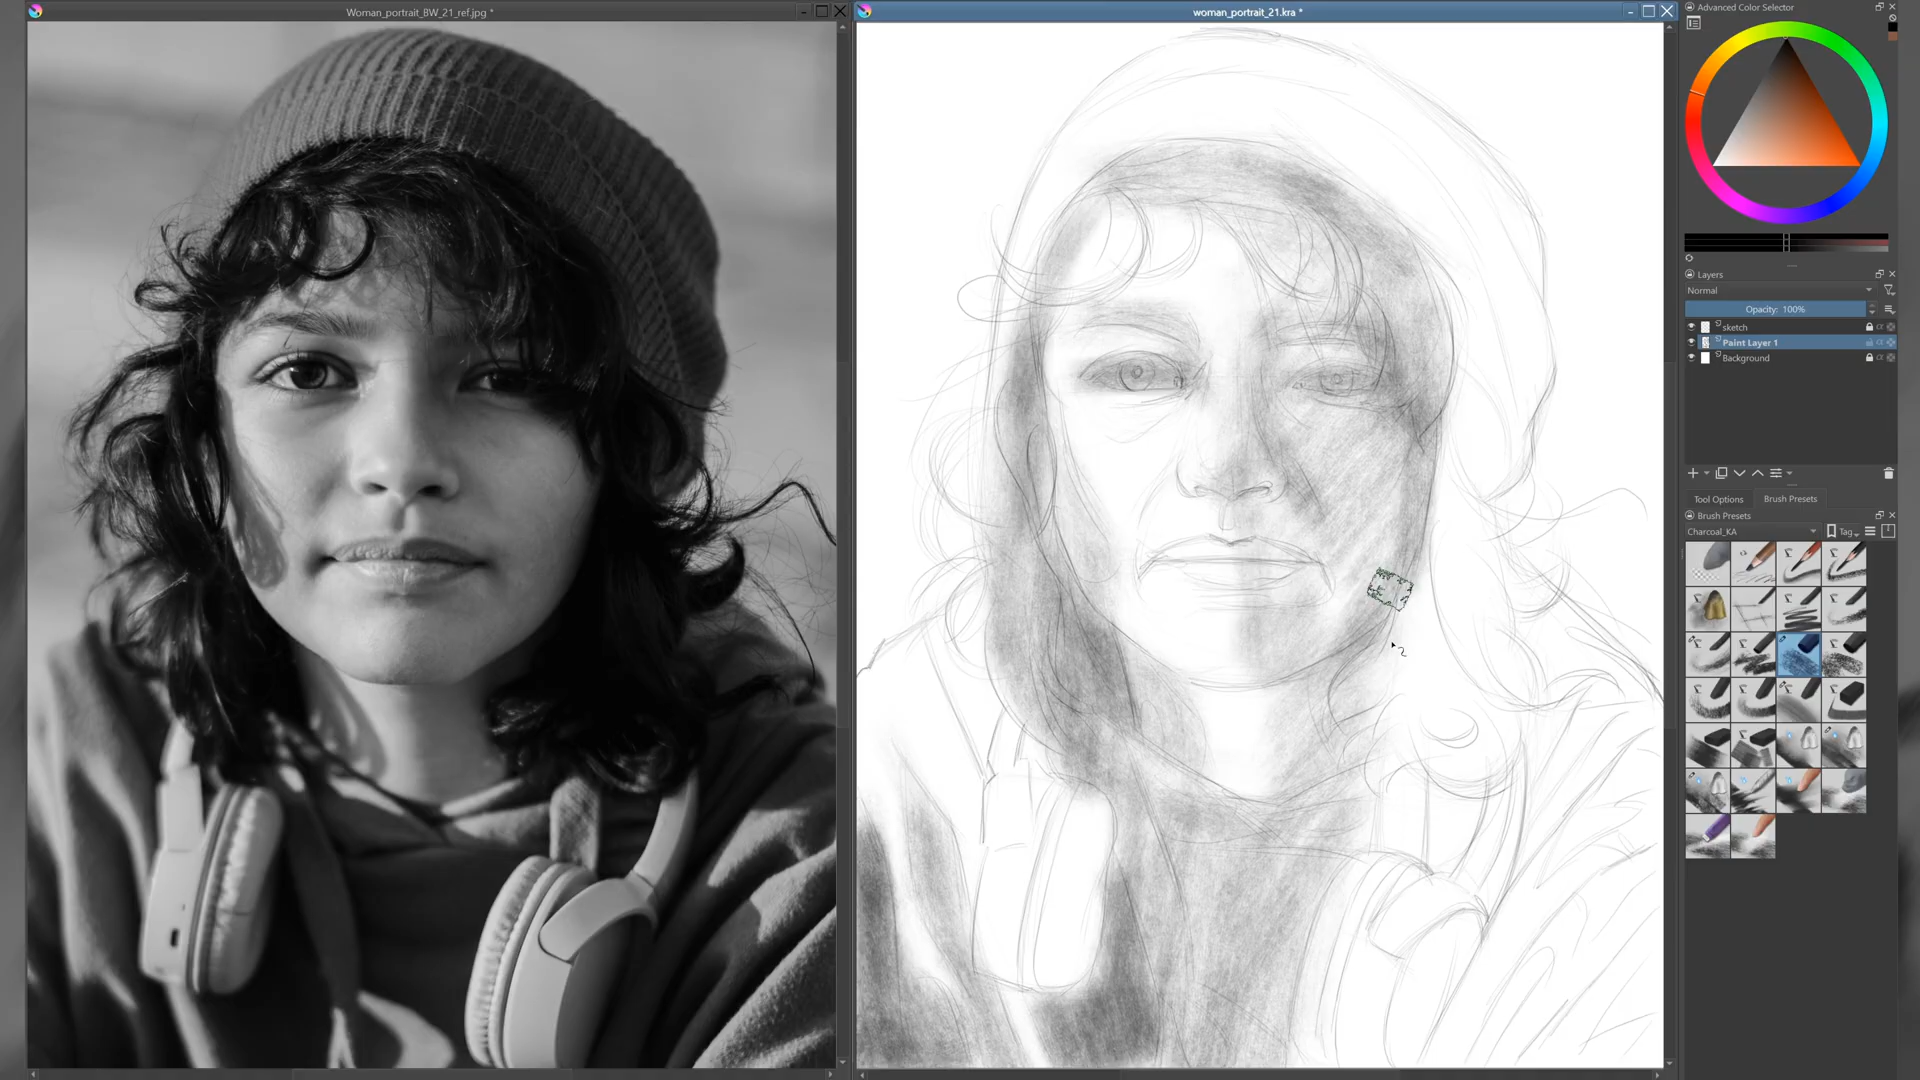 Woman_portrait_BW_21_ref.jpg *
woman_portrait_21.kra *
Advanced Color Selector
Layers
Normal
Opacity: 100%
sketch
Paint Layer 1
Background
Tool Options
Brush Presets
Brush Presets
Charcoal_KA
Tag